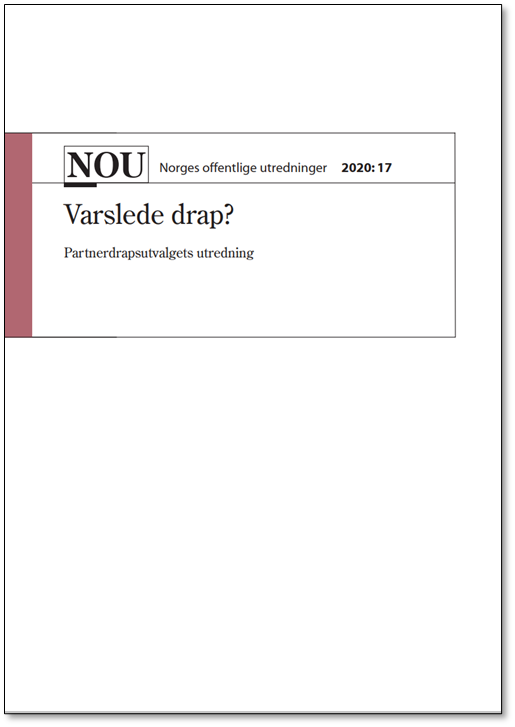 NOU Norges offentlige utredninger 2020: 17
Varslede drap?
Partnerdrapsutvalgets utredning